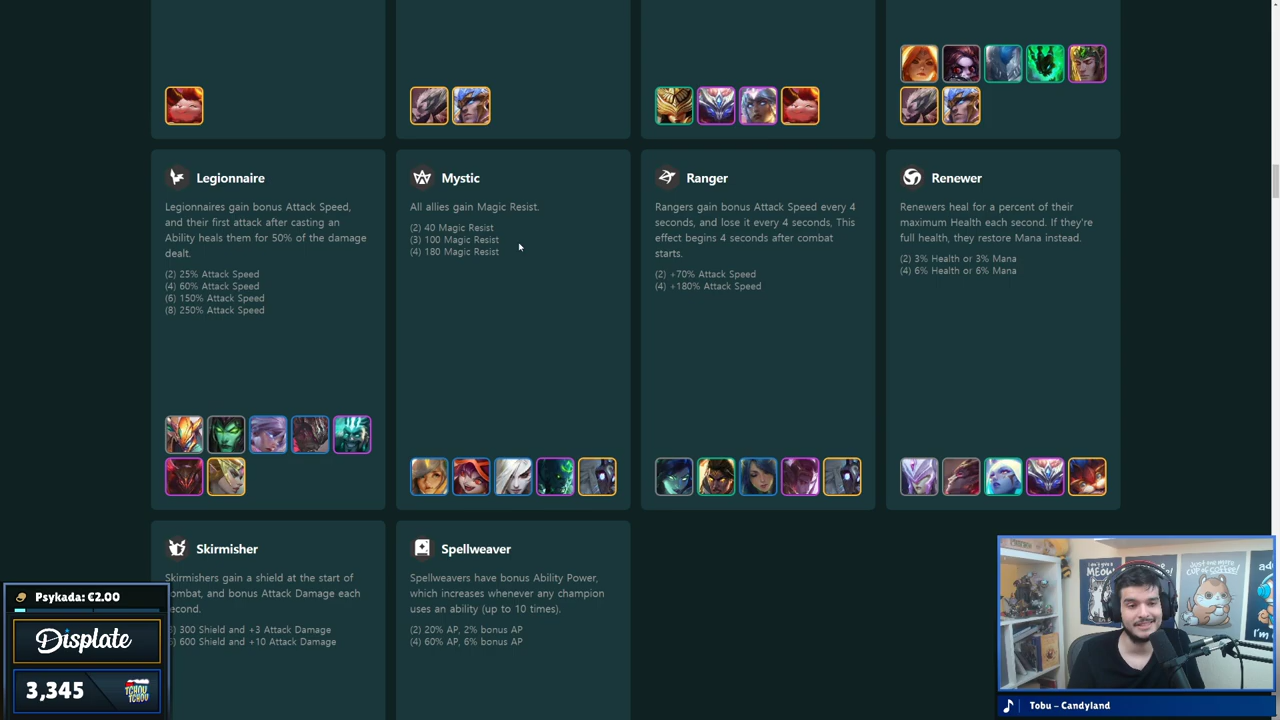 Legionnaire
Legionnaires gain bonus Attack Speed,
and their first attack after casting an
Ability heals them for 50% of the damage
dealt.
(2) 25% Attack Speed
(4) 60% Attack Speed
(6) 150% Attack Speed
(8) 250% Attack Speed
Mystic
All allies gain Magic Resist.
(2) 40 Magic Resist
(3) 100 Magic Resist
(4) 180 Magic Resist
Ranger
Rangers gain bonus Attack Speed every 4
seconds, and lose it every 4 seconds, This
effect begins 4 seconds after combat
starts.
(2) +70% Attack Speed
(4) +180% Attack Speed
Renewer
Renewers heal for a percent of their
maximum Health each second. If they're
full health, they restore Mana instead.
(2) 3% Health or 3% Mana
(4) 6% Health or 6% Mana
Skirmisher
Skirmishers gain a shield at the start of
ombat, and bonus Attack Damage each
econd.
) 300 Shield and +3 Attack Damage
) 600 Shield and +10 Attack Damage
Spellweaver
Spellweavers have bonus Ability Power,
which increases whenever any champion
uses an ability (up to 10 times).
(2) 20% AP, 2% bonus AP
(4) 60% AP, 6% bonus AP
Psykada: €2.00
Displate
3,345
TCHOU
TCHOU
MEOW
CUP OF COFFEE!
I'm
Tobu - Candyland